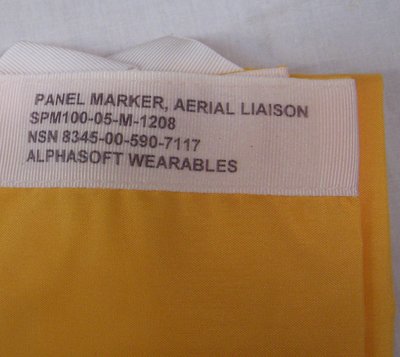 PANEL MARKER, AERIAL LIAISON
SPM100-05-M-1208
NSN 8345-00-590-7117
ALPHASOFT WEARABLES